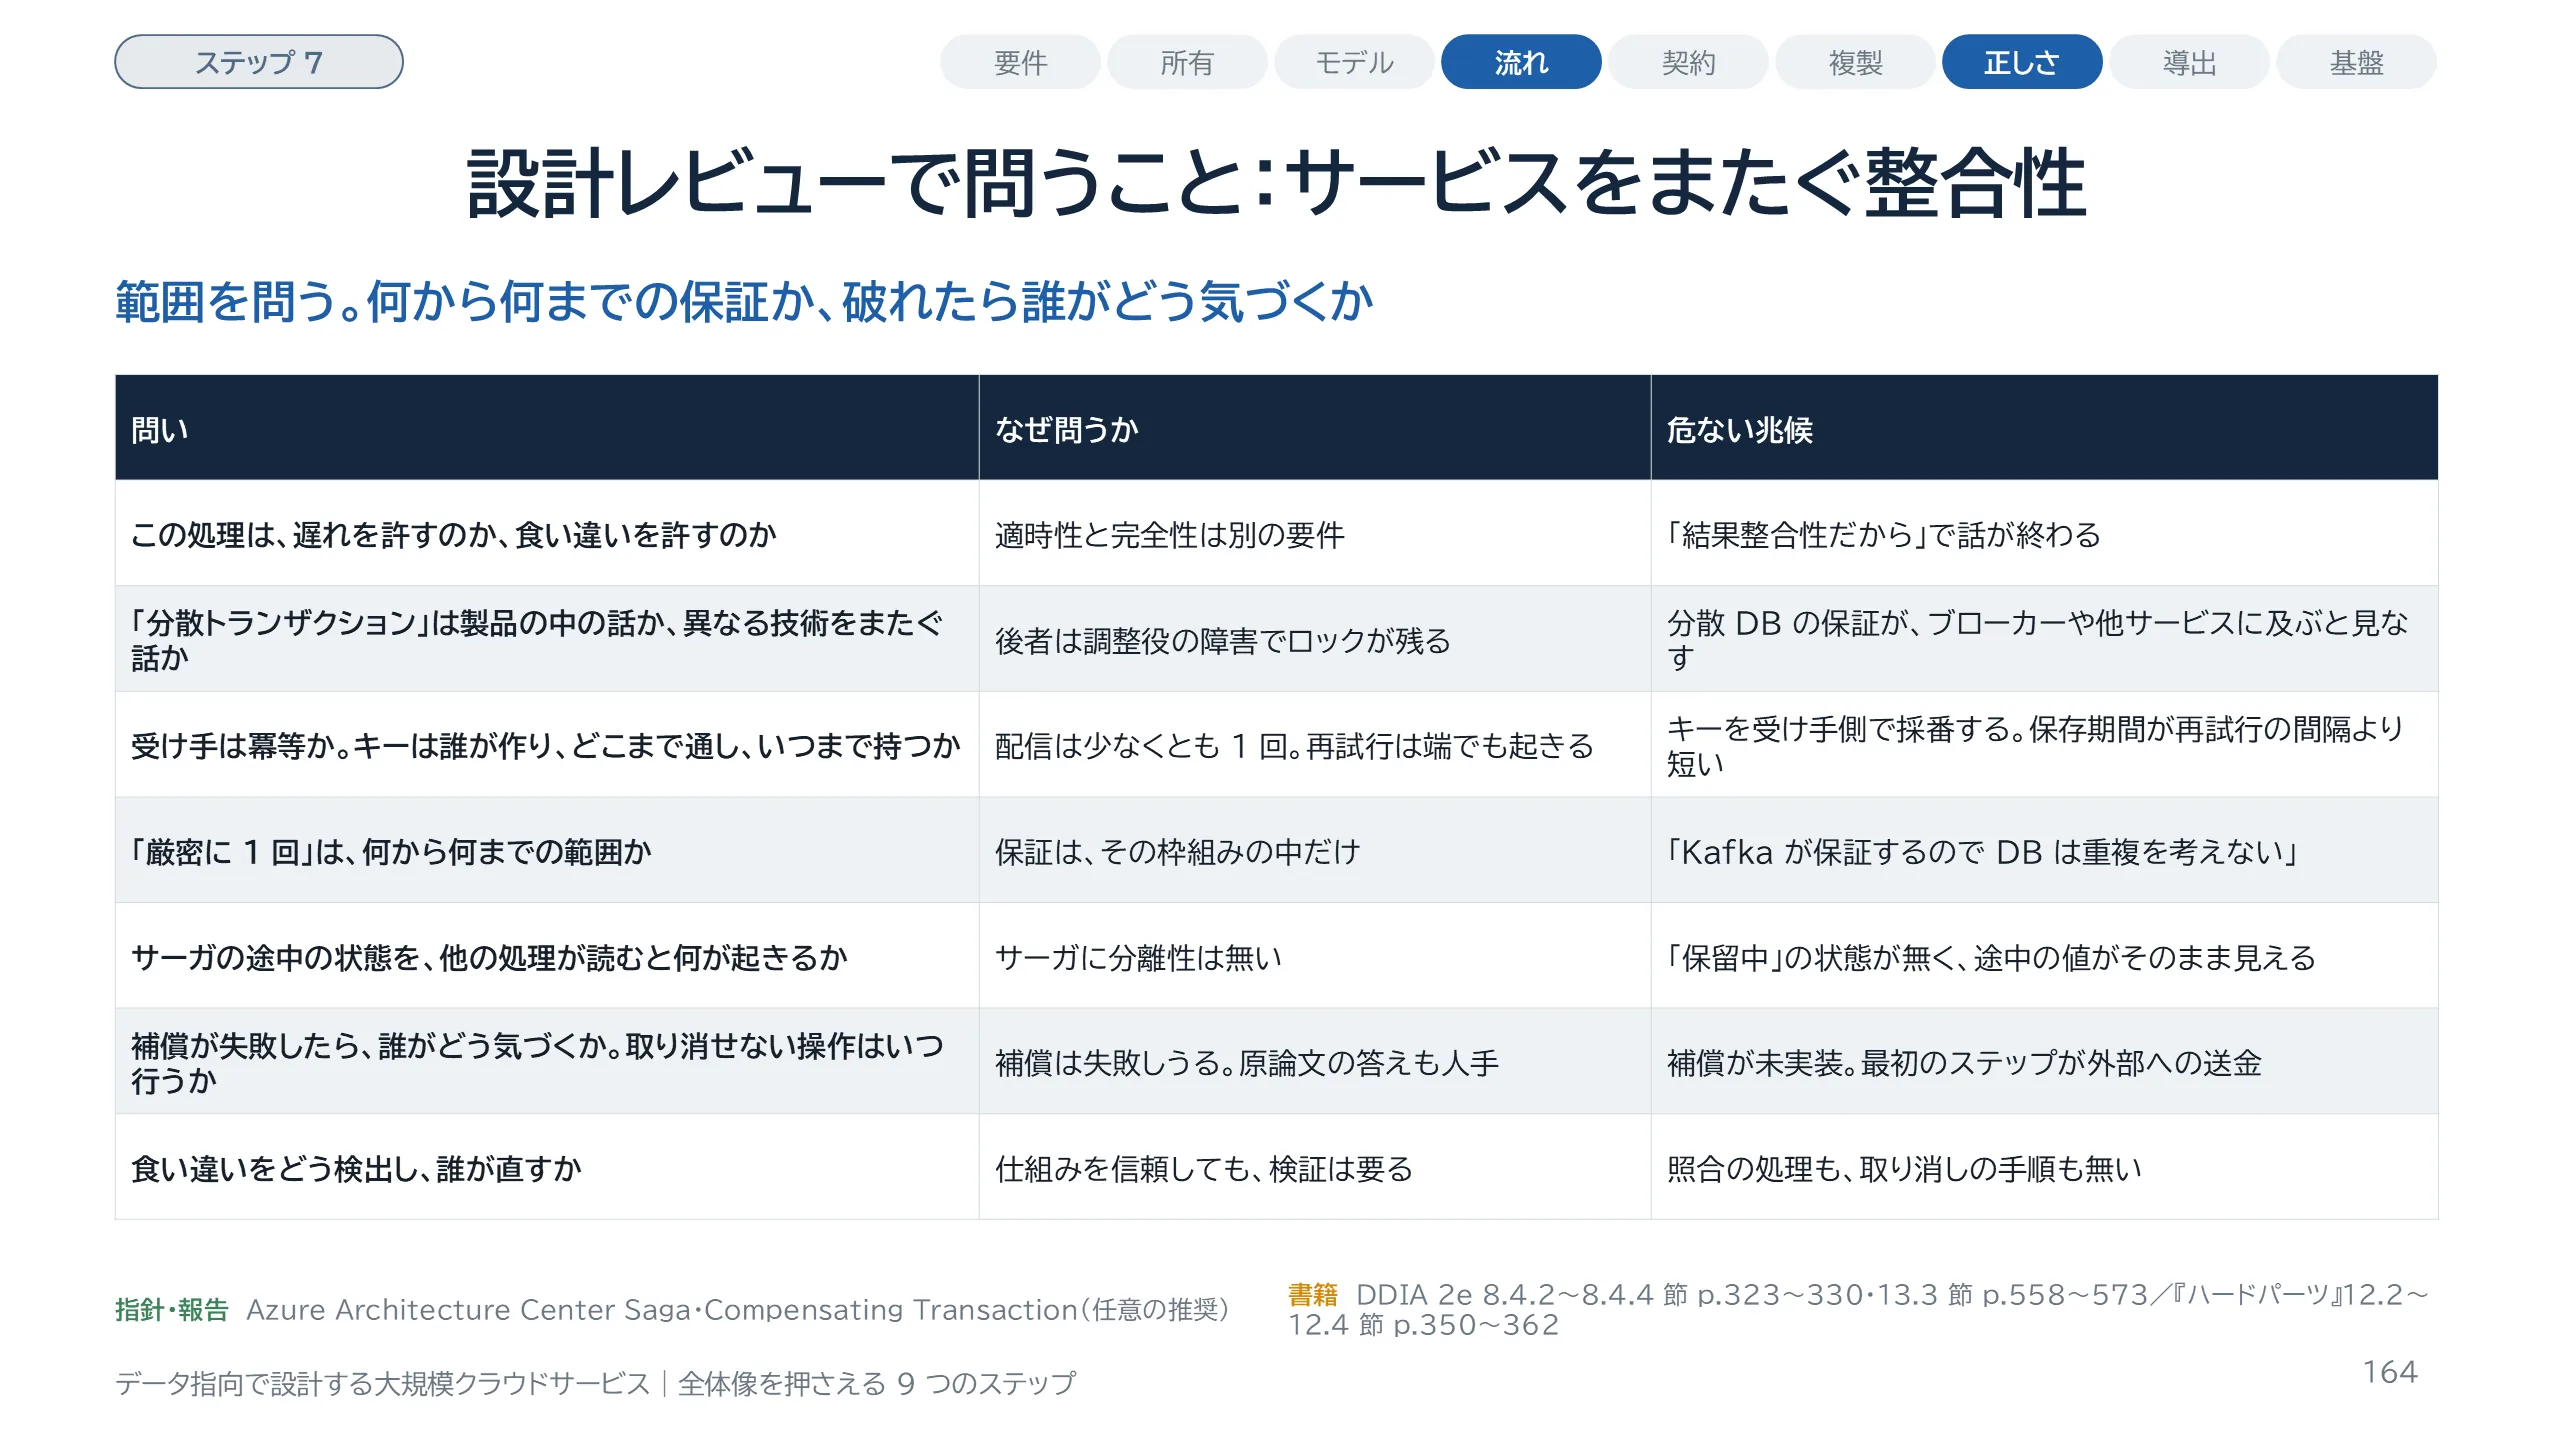 ステップ 7
要件
所有
モデル
流れ
契約
複製
正しさ
導出
基盤
設計レビューで問うこと：サービスをまたぐ整合性
範囲を問う。何から何までの保証か、破れたら誰がどう気づくか
問い
なぜ問うか
危ない兆候
この処理は、遅れを許すのか、食い違いを許すのか
適時性と完全性は別の要件
「結果整合性だから」で話が終わる
「分散トランザクション」は製品の中の話か、異なる技術をまたぐ
話か
後者は調整役の障害でロックが残る
分散 DB の保証が、ブローカーや他サービスに及ぶと見な
す
受け手は冪等か。キーは誰が作り、どこまで通し、いつまで持つか
配信は少なくとも 1 回。再試行は端でも起きる
キーを受け手側で採番する。保存期間が再試行の間隔より
短い
「厳密に 1 回」は、何から何までの範囲か
保証は、その枠組みの中だけ
「Kafka が保証するので DB は重複を考えない」
サーガの途中の状態を、他の処理が読むと何が起きるか
サーガに分離性は無い
「保留中」の状態が無く、途中の値がそのまま見える
補償が失敗したら、誰がどう気づくか。取り消せない操作はいつ
行うか
補償は失敗しうる。原論文の答えも人手
補償が未実装。最初のステップが外部への送金
食い違いをどう検出し、誰が直すか
仕組みを信頼しても、検証は要る
照合の処理も、取り消しの手順も無い
指針・報告 Azure Architecture Center Saga・Compensating Transaction（任意の推奨）
書籍 DDIA 2e 8.4.2～8.4.4 節 p.323～330・13.3 節 p.558～573／『ハードパーツ』12.2～
12.4 節 p.350～362
データ指向で設計する大規模クラウドサービス｜全体像を押さえる 9 つのステップ
164